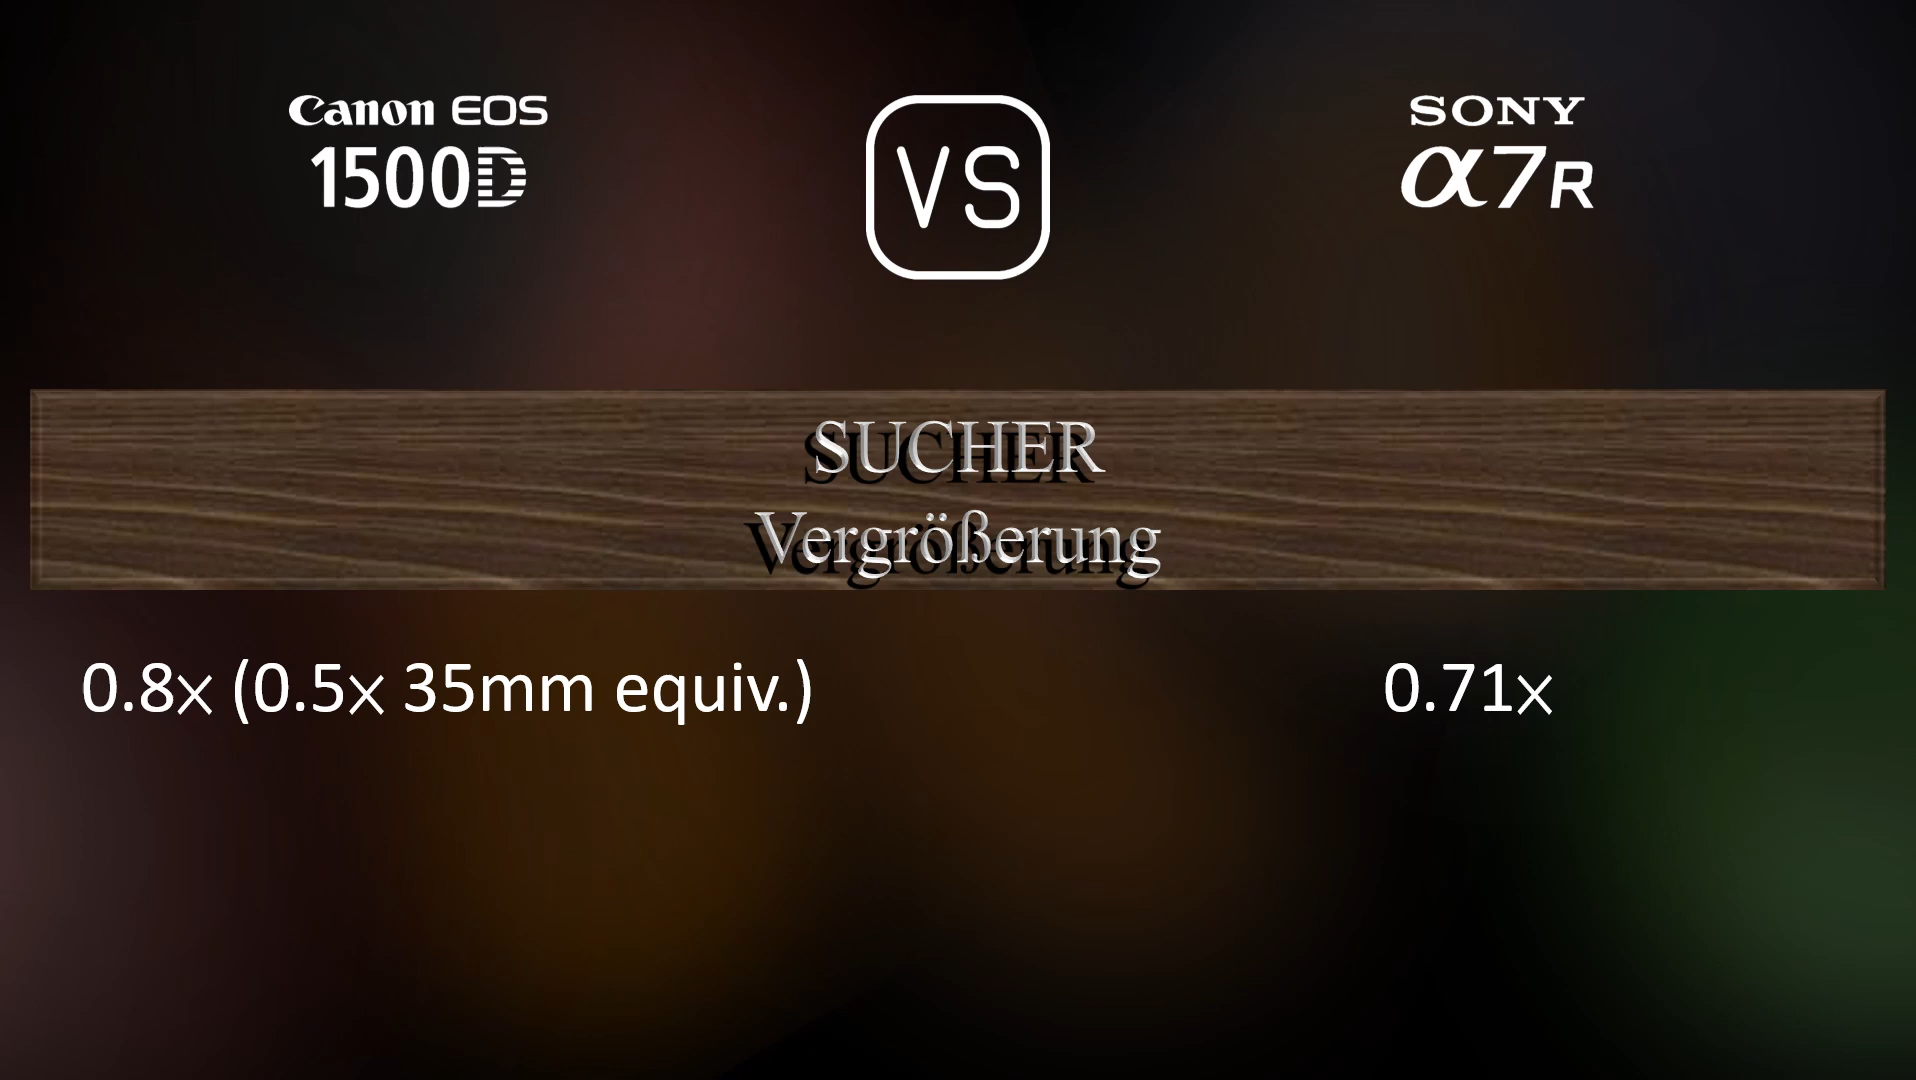 Canon EOS
1500D
VS
SONY
α7R
SUCHER
Vergrößerung
0.8x (0.5x 35mm equiv.)
0.71x